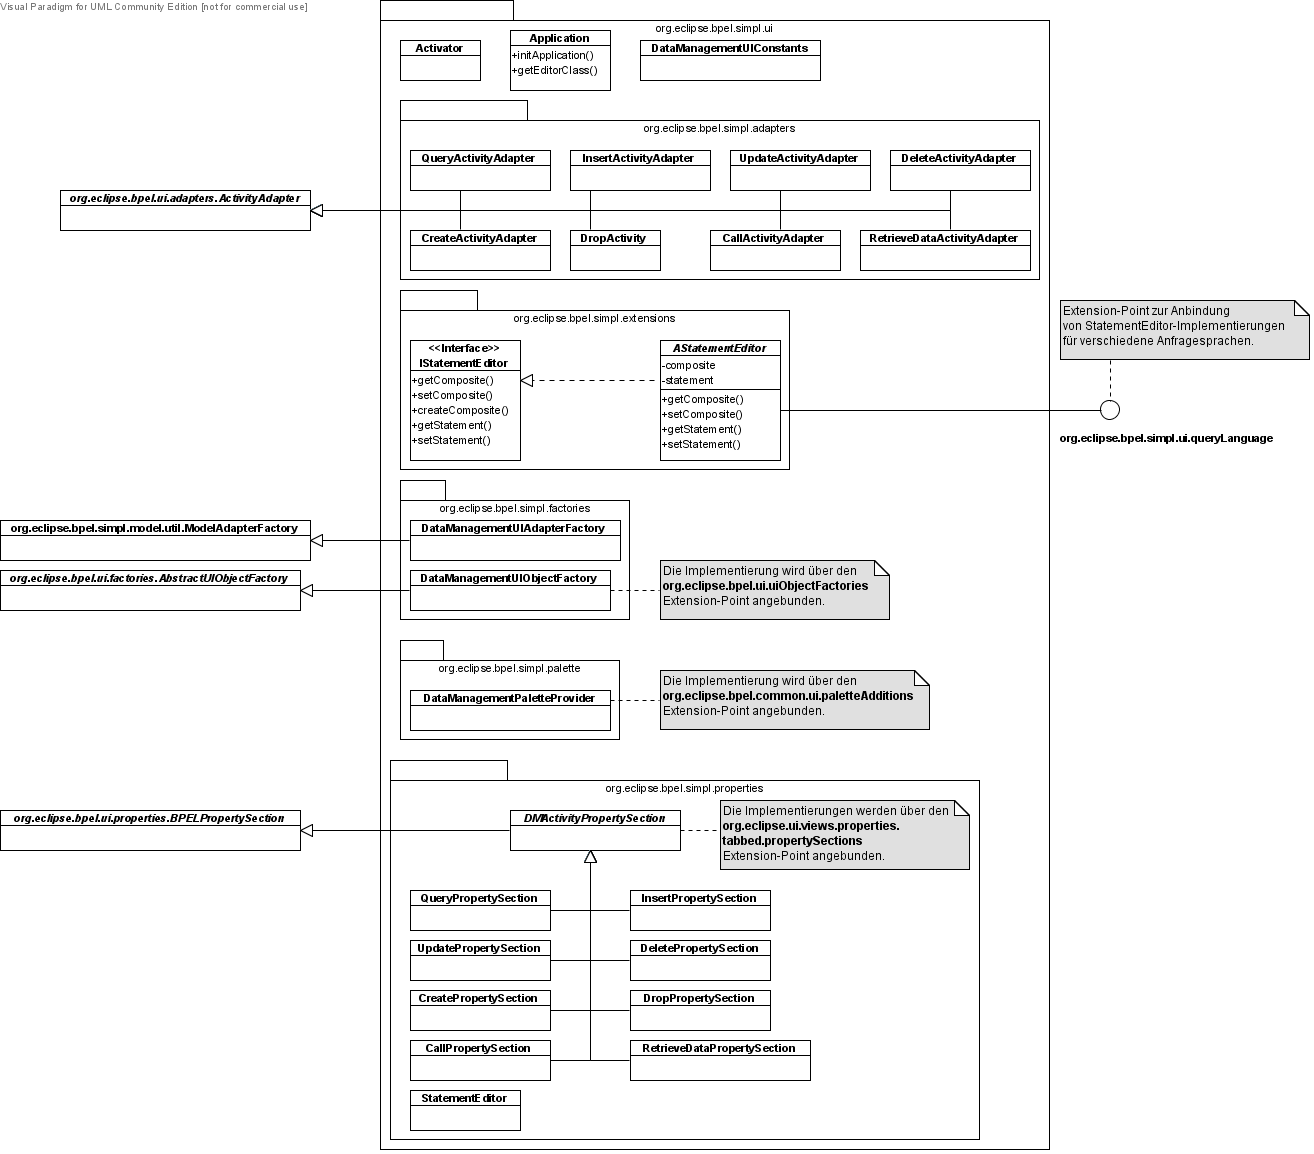 Visual Paradigm for UML Community Edition [not for commercial use]
org.eclipse.bpel.simpl.ui
Activator
Application
+initApplication()
+getEditorClass()
DataManagementUIConstants
org.eclipse.bpel.simpl.adapters
QueryActivityAdapter
InsertActivityAdapter
UpdateActivityAdapter
DeleteActivityAdapter
org.eclipse.bpel.ui.adapters.ActivityAdapter
CreateActivityAdapter
DropActivity
CallActivityAdapter
RetrieveDataActivityAdapter
org.eclipse.bpel.simpl.extensions
<<Interface>>
IStatementEditor
+getComposite()
+setComposite()
+createComposite()
+getStatement()
+setStatement()
AStatementEditor
-composite
-statement
+getComposite()
+setComposite()
+getStatement()
+setStatement()
Extension-Point zur Anbindung
von StatementEditor-Implementierungen
für verschiedene Anfragesprachen.
org.eclipse.bpel.simpl.ui.queryLanguage
org.eclipse.bpel.simpl.factories
org.eclipse.bpel.simpl.model.util.ModelAdapterFactory
DataManagementUIAdapterFactory
org.eclipse.bpel.ui.factories.AbstractUIObjectFactory
DataManagementUIObjectFactory
Die Implementierung wird über den
org.eclipse.bpel.ui.uiObjectFactories
Extension-Point angebunden.
org.eclipse.bpel.simpl.palette
DataManagementPaletteProvider
Die Implementierung wird über den
org.eclipse.bpel.common.ui.paletteAdditions
Extension-Point angebunden.
org.eclipse.bpel.simpl.properties
org.eclipse.bpel.ui.properties.BPELPropertySection
DMActivityPropertySection
Die Implementierungen werden über den
org.eclipse.ui.views.properties.
tabbed.propertySections
Extension-Point angebunden.
QueryPropertySection
InsertPropertySection
UpdatePropertySection
DeletePropertySection
CreatePropertySection
DropPropertySection
CallPropertySection
RetrieveDataPropertySection
StatementEditor